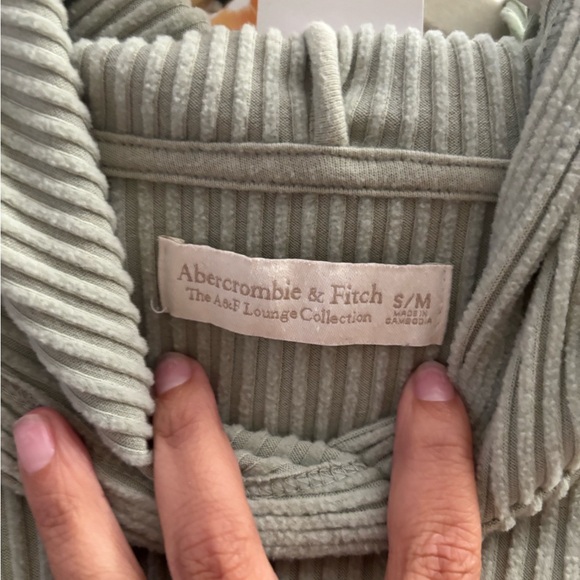 Abercrombie & Fitch S/M
The A&F Lounge Collection MADE IN
CAMBODIA